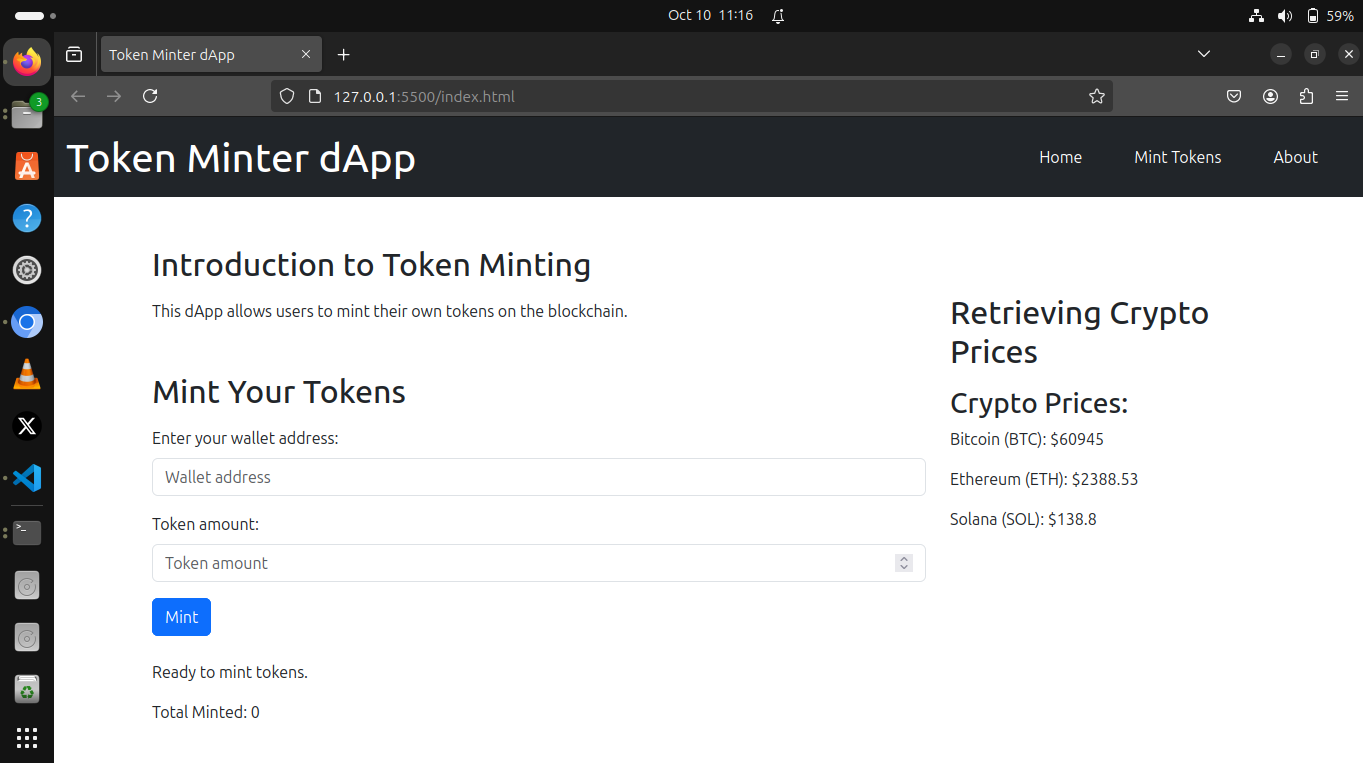 Oct 10 11:16
59%
Token Minter dApp
3
127.0.0.1:5500/index.html
Token Minter dApp
Home
Mint Tokens
About
Introduction to Token Minting
This dApp allows users to mint their own tokens on the blockchain.
Mint Your Tokens
Enter your wallet address:
Wallet address
Token amount:
Token amount
Mint
Ready to mint tokens.
Total Minted: 0
Retrieving Crypto
Prices
Crypto Prices:
Bitcoin (BTC): $60945
Ethereum (ETH): $2388.53
Solana (SOL): $138.8